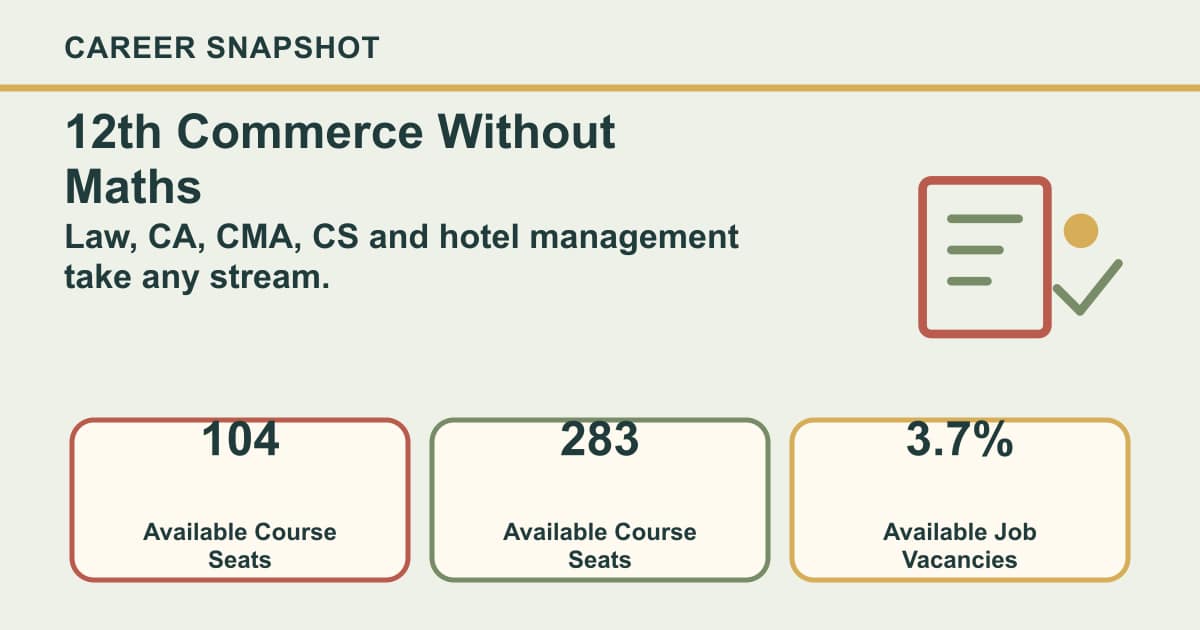 CAREER SNAPSHOT
12th Commerce Without
Maths
Law, CA, CMA, CS and hotel management
take any stream.
104
Available Course
Seats
283
Available Course
Seats
3.7%
Available Job
Vacancies